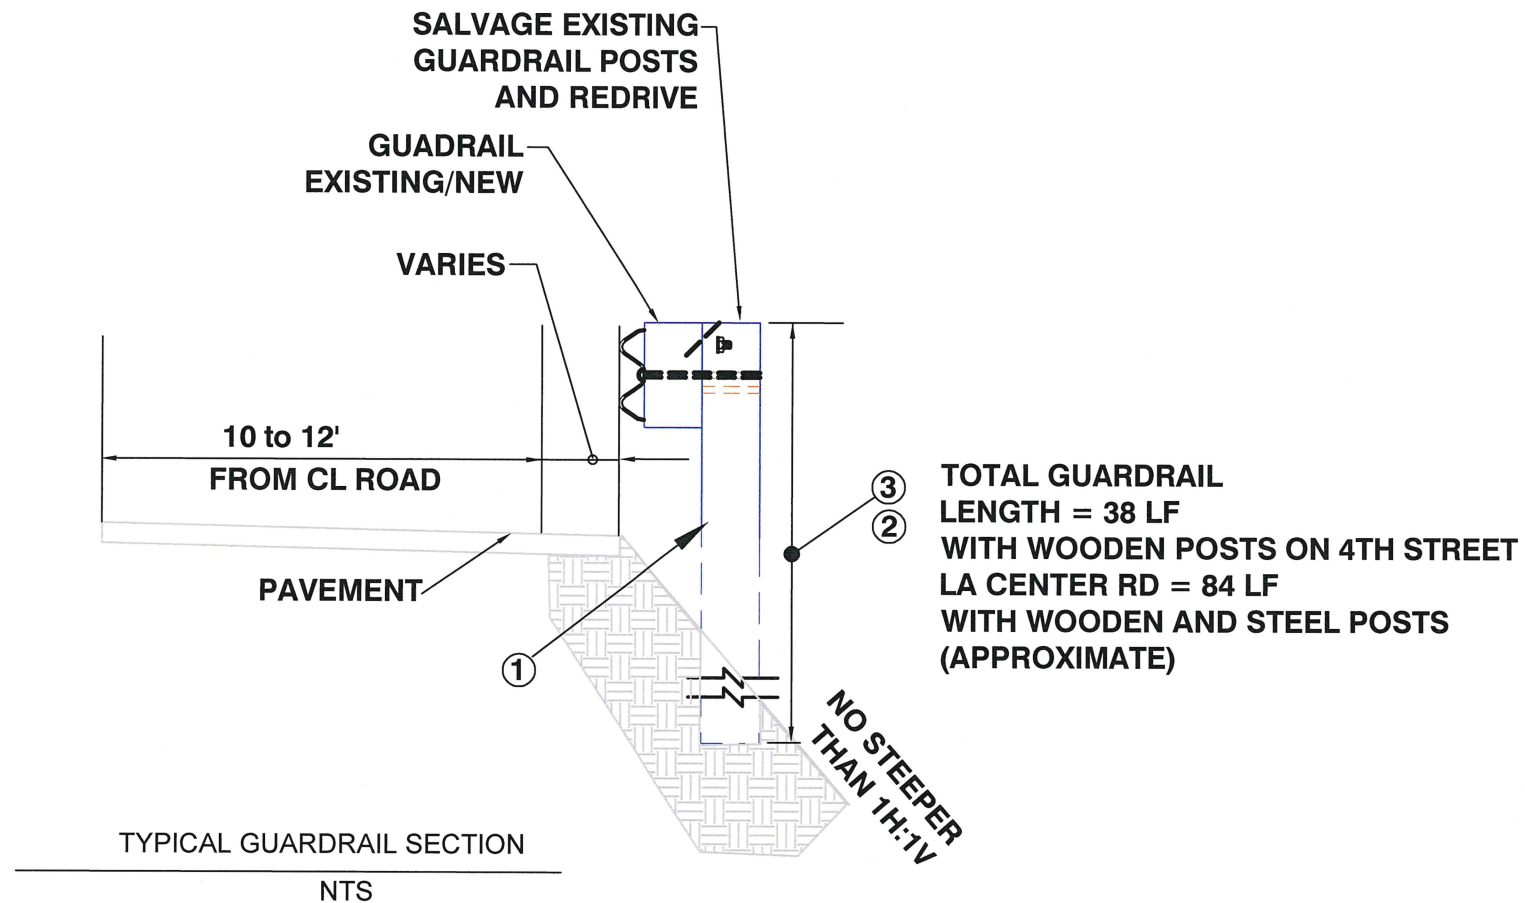 SALVAGE EXISTING
GUARDRAIL POSTS
AND REDRIVE
GUADRAIL
EXISTING/NEW
VARIES
10 to 12'
FROM CL ROAD
PAVEMENT
1
3
2
TOTAL GUARDRAIL
LENGTH = 38 LF
WITH WOODEN POSTS ON 4TH STREET
LA CENTER RD = 84 LF
WITH WOODEN AND STEEL POSTS
(APPROXIMATE)
NO STEEPER
THAN 1H:1V
TYPICAL GUARDRAIL SECTION
NTS